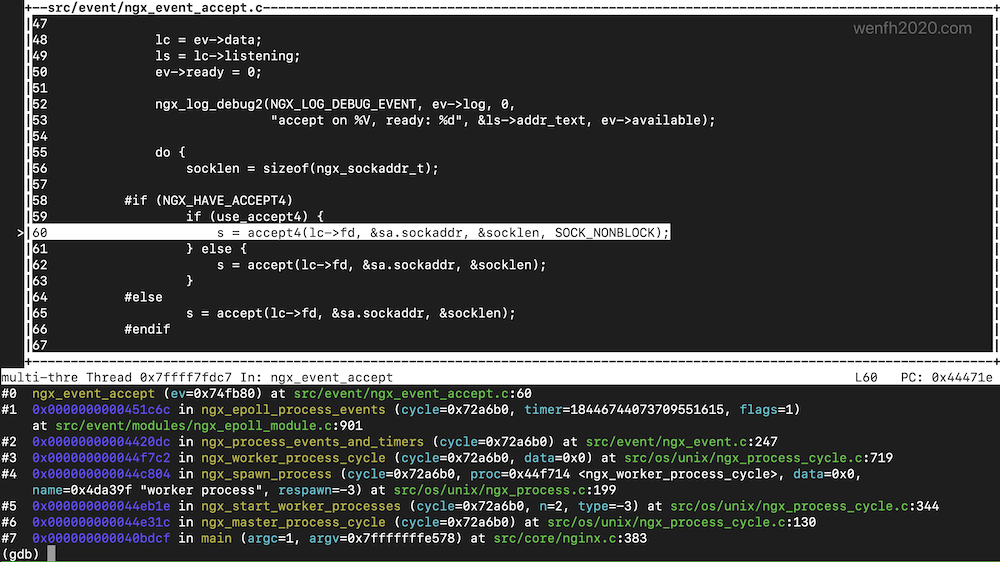 +--src/event/ngx_event_accept.c--
wenfh2020.com
47
48 lc = ev->data;
49 ls = lc->listening;
50 ev->ready = 0;
51
52 ngx_log_debug2(NGX_LOG_DEBUG_EVENT, ev->log, 0,
53 "accept on %V, ready: %d", &ls->addr_text, ev->available);
54
55 do {
56 socklen = sizeof(ngx_sockaddr_t);
57
58 #if (NGX_HAVE_ACCEPT4)
59 if (use_accept4) {
>60 s = accept4(lc->fd, &sa.sockaddr, &socklen, SOCK_NONBLOCK);
61 } else {
62 s = accept(lc->fd, &sa.sockaddr, &socklen);
63 }
64 #else
65 s = accept(lc->fd, &sa.sockaddr, &socklen);
66 #endif
67
multi-thre Thread 0x7ffff7fdc7 In: ngx_event_accept L60 PC: 0x44471e
#0 ngx_event_accept (ev=0x74fb80) at src/event/ngx_event_accept.c:60
#1 0x0000000000451c6c in ngx_epoll_process_events (cycle=0x72a6b0, timer=18446744073709551615, flags=1)
at src/event/modules/ngx_epoll_module.c:901
#2 0x00000000004420dc in ngx_process_events_and_timers (cycle=0x72a6b0) at src/event/ngx_event.c:247
#3 0x000000000044f7c2 in ngx_worker_process_cycle (cycle=0x72a6b0, data=0x0) at src/os/unix/ngx_process_cycle.c:719
#4 0x000000000044c804 in ngx_spawn_process (cycle=0x72a6b0, proc=0x44f714 <ngx_worker_process_cycle>, data=0x0,
name=0x4da39f "worker process", respawn=-3) at src/os/unix/ngx_process.c:199
#5 0x000000000044eb1e in ngx_start_worker_processes (cycle=0x72a6b0, n=2, type=-3) at src/os/unix/ngx_process_cycle.c:344
#6 0x000000000044e31c in ngx_master_process_cycle (cycle=0x72a6b0) at src/os/unix/ngx_process_cycle.c:130
#7 0x000000000040bdcf in main (argc=1, argv=0x7fffffffe578) at src/core/nginx.c:383
(gdb)